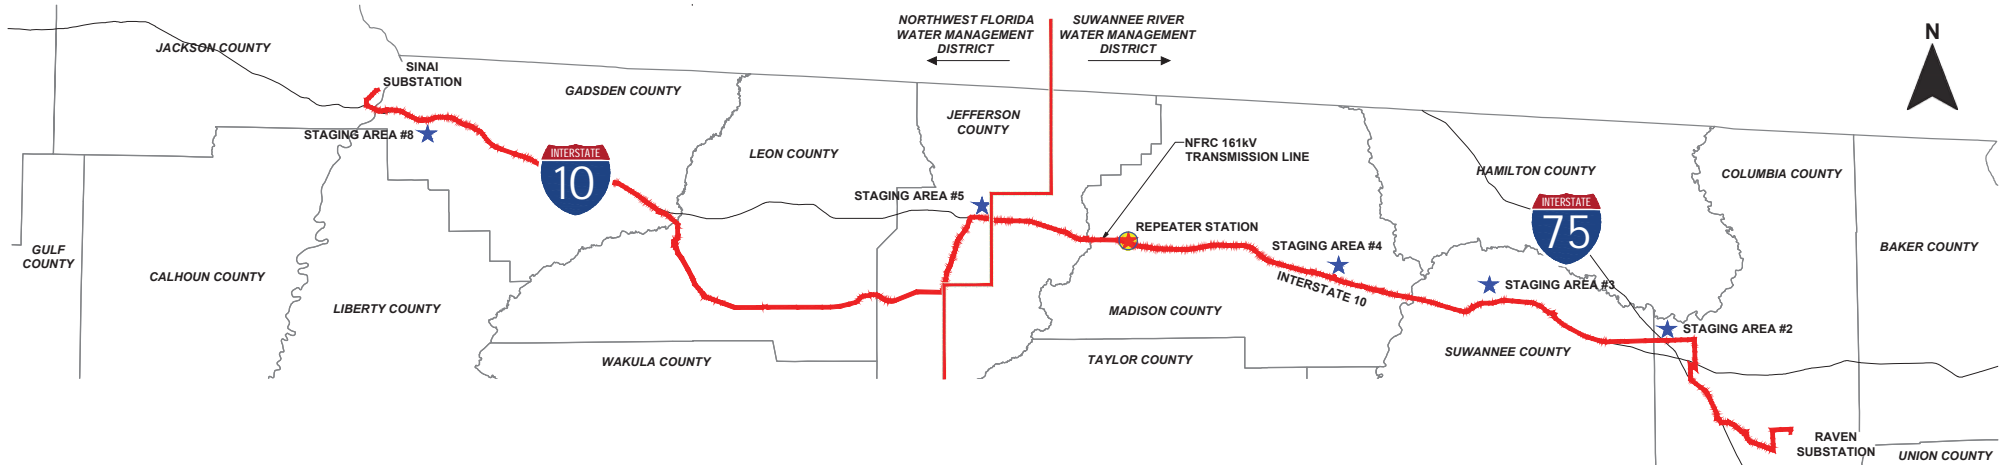 NORTHWEST FLORIDA
WATER MANAGEMENT
DISTRICT
SUWANNEE RIVER
WATER MANAGEMENT
DISTRICT
N
JACKSON COUNTY
SINAI
SUBSTATION
GADSDEN COUNTY
JEFFERSON
COUNTY
STAGING AREA #8
LEON COUNTY
NFRC 161kV
TRANSMISSION LINE
HAMILTON COUNTY
COLUMBIA COUNTY
INTERSTATE
10
STAGING AREA #5
INTERSTATE
75
REPEATER STATION
STAGING AREA #4
GULF
COUNTY
CALHOUN COUNTY
BAKER COUNTY
INTERSTATE 10
STAGING AREA #3
LIBERTY COUNTY
MADISON COUNTY
STAGING AREA #2
WAKULA COUNTY
TAYLOR COUNTY
SUWANNEE COUNTY
RAVEN
SUBSTATION
UNION COUNTY